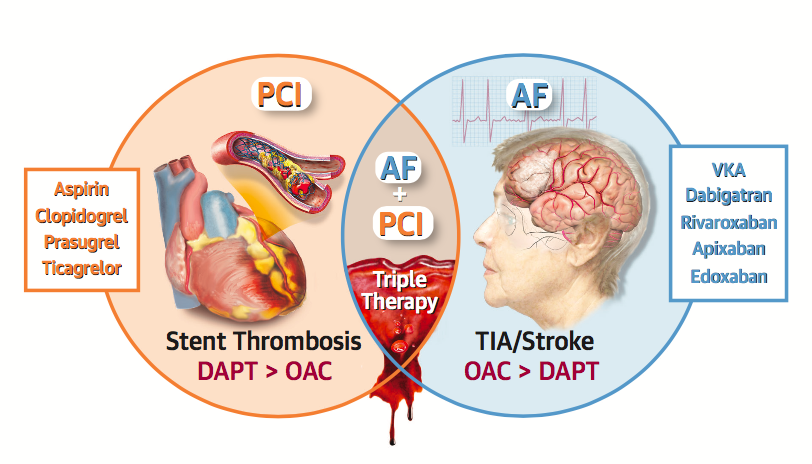 PCI
AF
AF
+
PCI
Aspirin
Clopidogrel
Prasugrel
Ticagrelor
VKA
Dabigatran
Rivaroxaban
Apixaban
Edoxaban
Triple
Therapy
Stent Thrombosis
DAPT > OAC
TIA/Stroke
OAC > DAPT